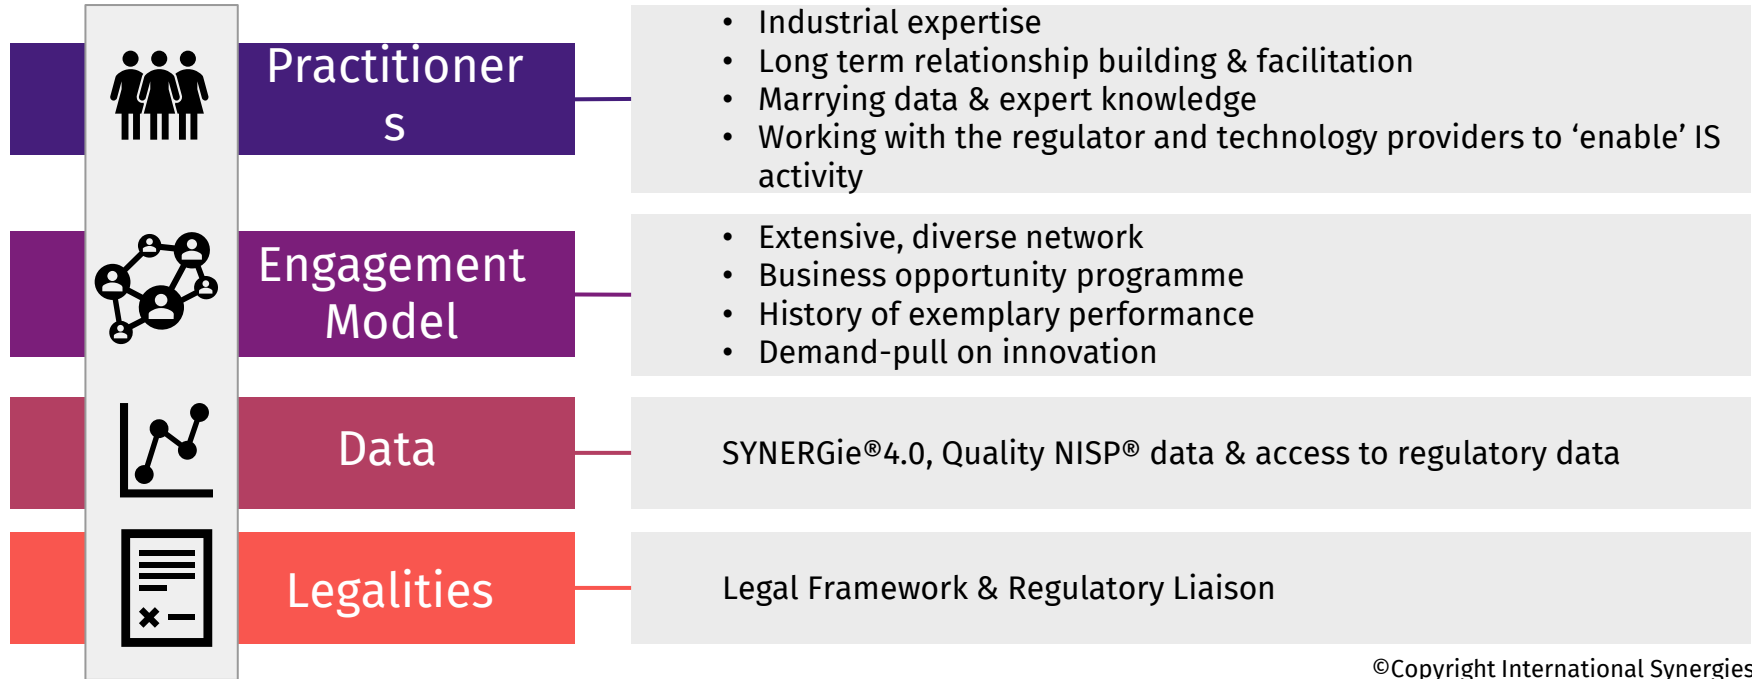 Practitioner
s
• Industrial expertise
• Long term relationship building & facilitation
• Marrying data & expert knowledge
• Working with the regulator and technology providers to ‘enable’ IS
activity
Engagement
Model
• Extensive, diverse network
• Business opportunity programme
• History of exemplary performance
• Demand-pull on innovation
Data
SYNERGie®4.0, Quality NISP® data & access to regulatory data
Legalities
Legal Framework & Regulatory Liaison
©Copyright International Synergies